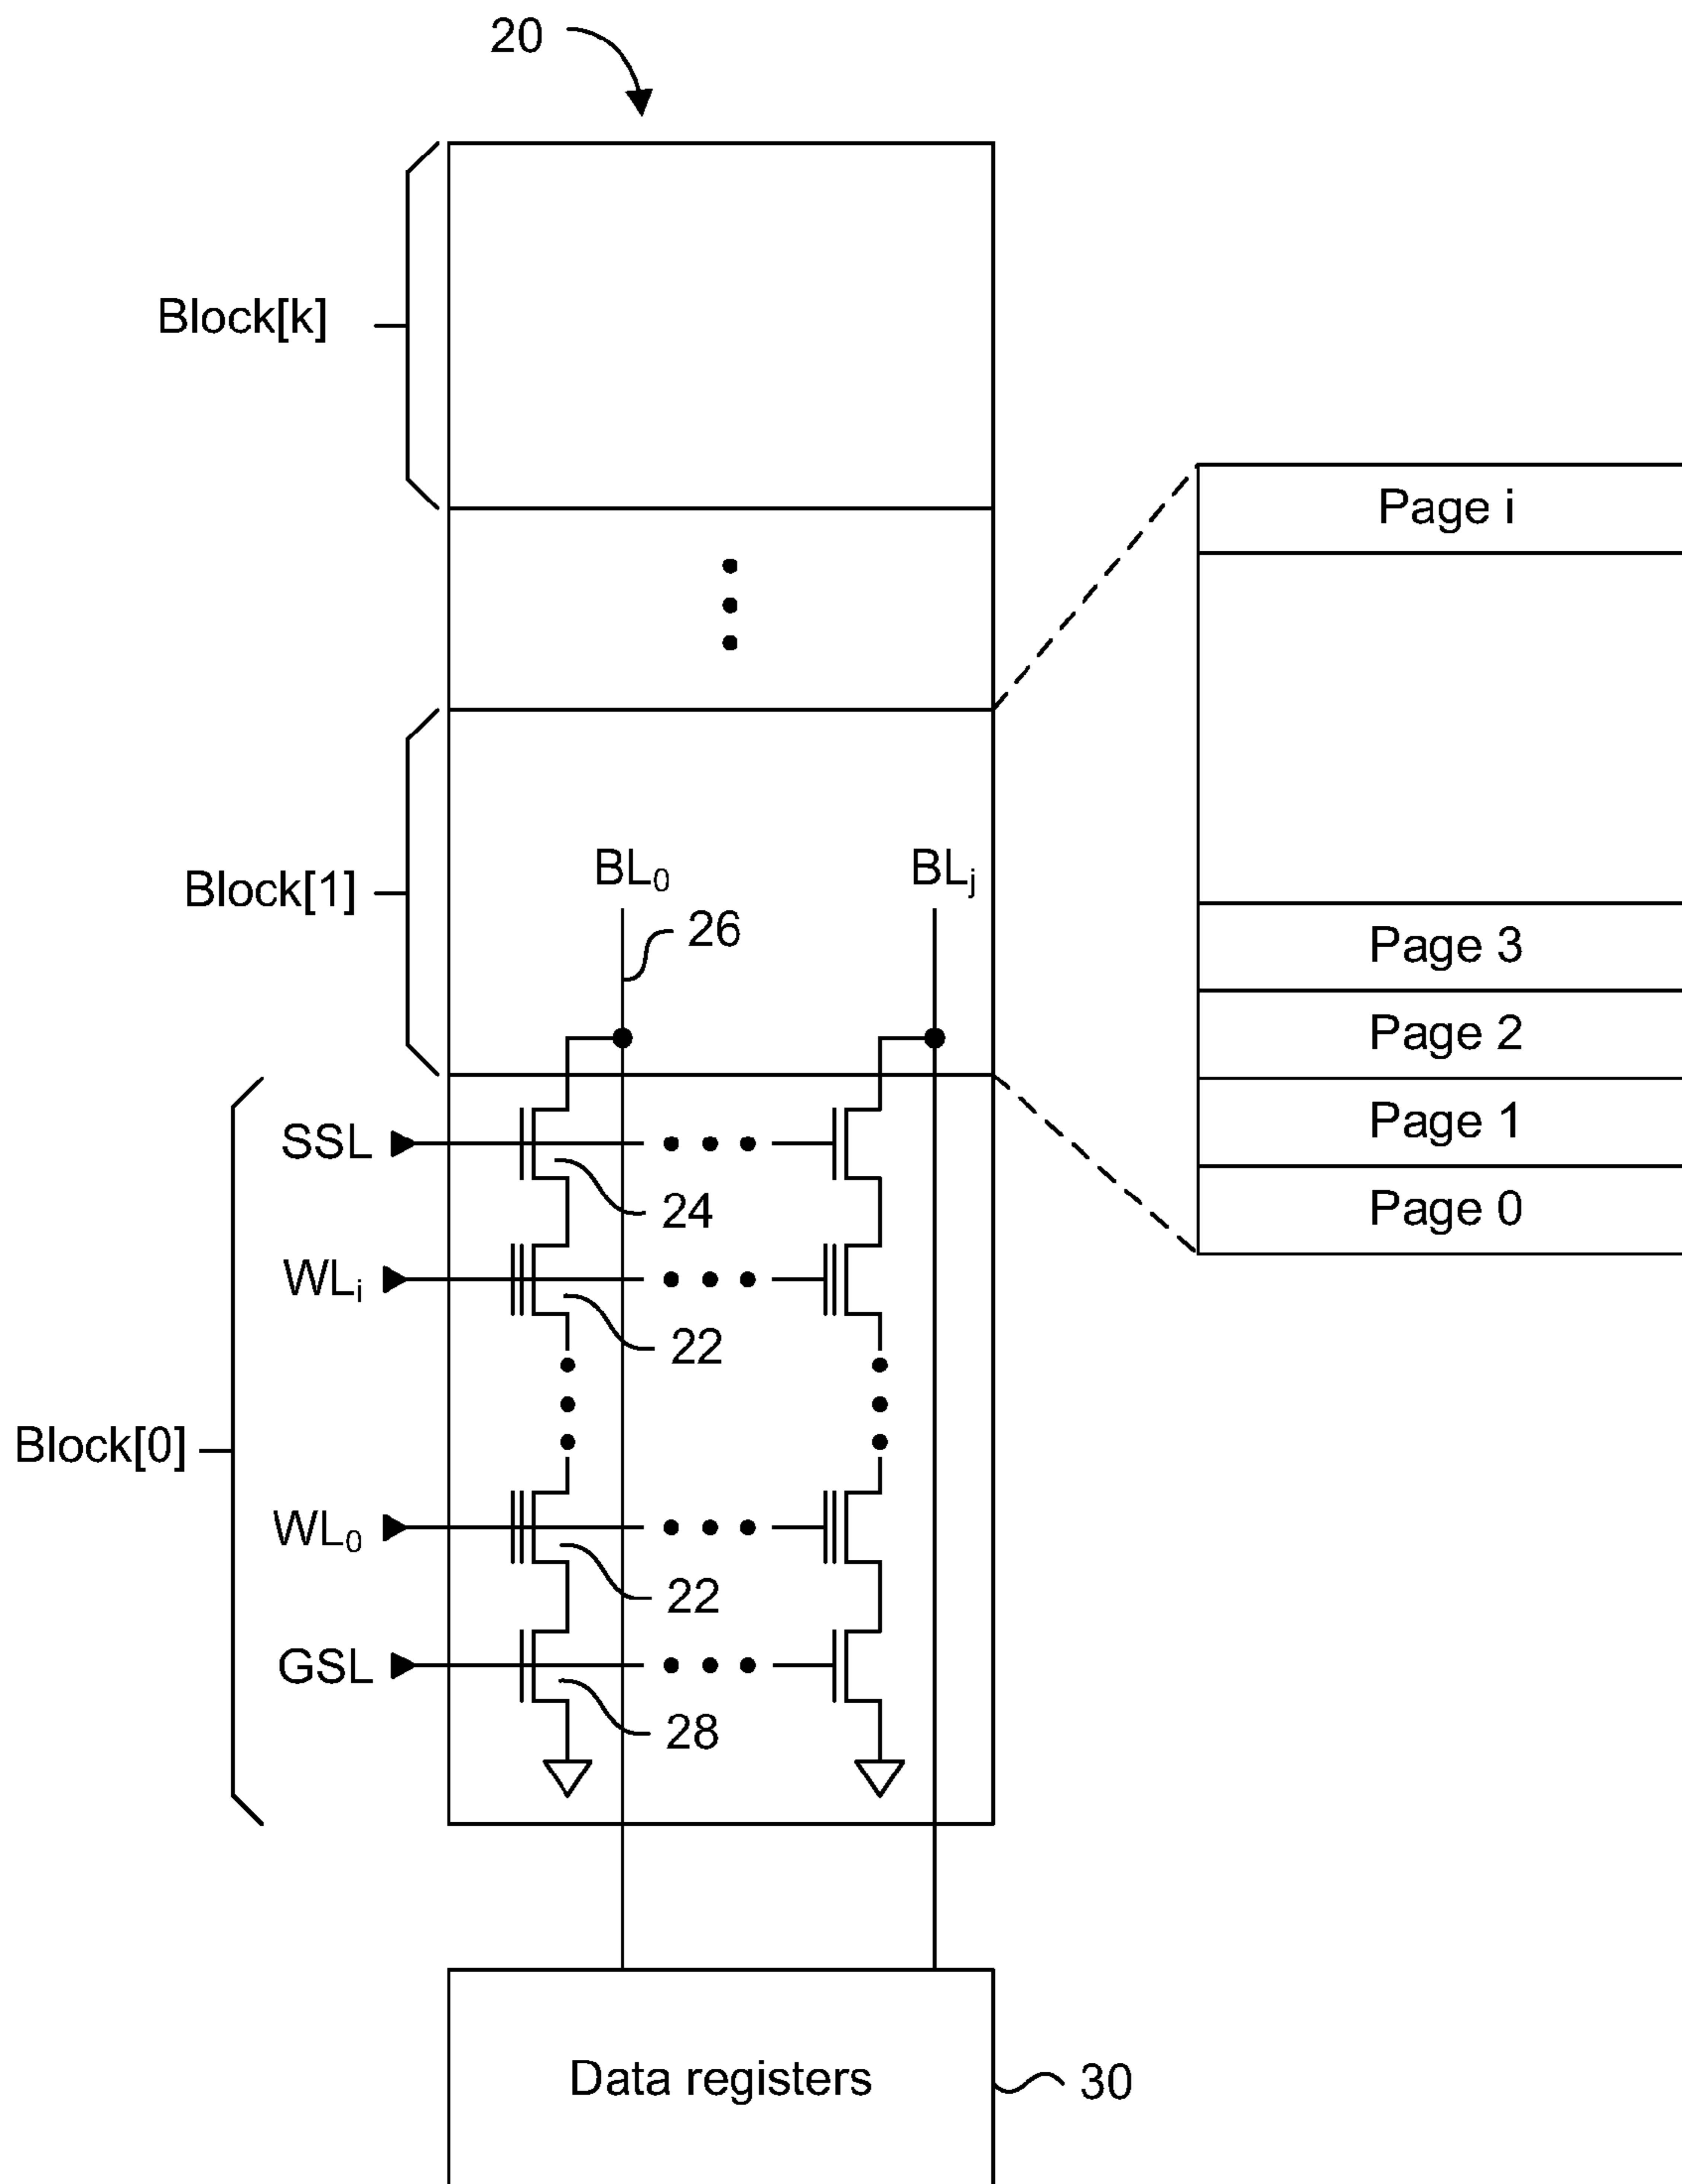 20
Block[k]
Page i
Block[1]
BL₀
BLⱼ
26
Page 3
Page 2
Page 1
Page 0
SSL
24
WLᵢ
22
Block[0]
WL₀
22
GSL
28
Data registers
30